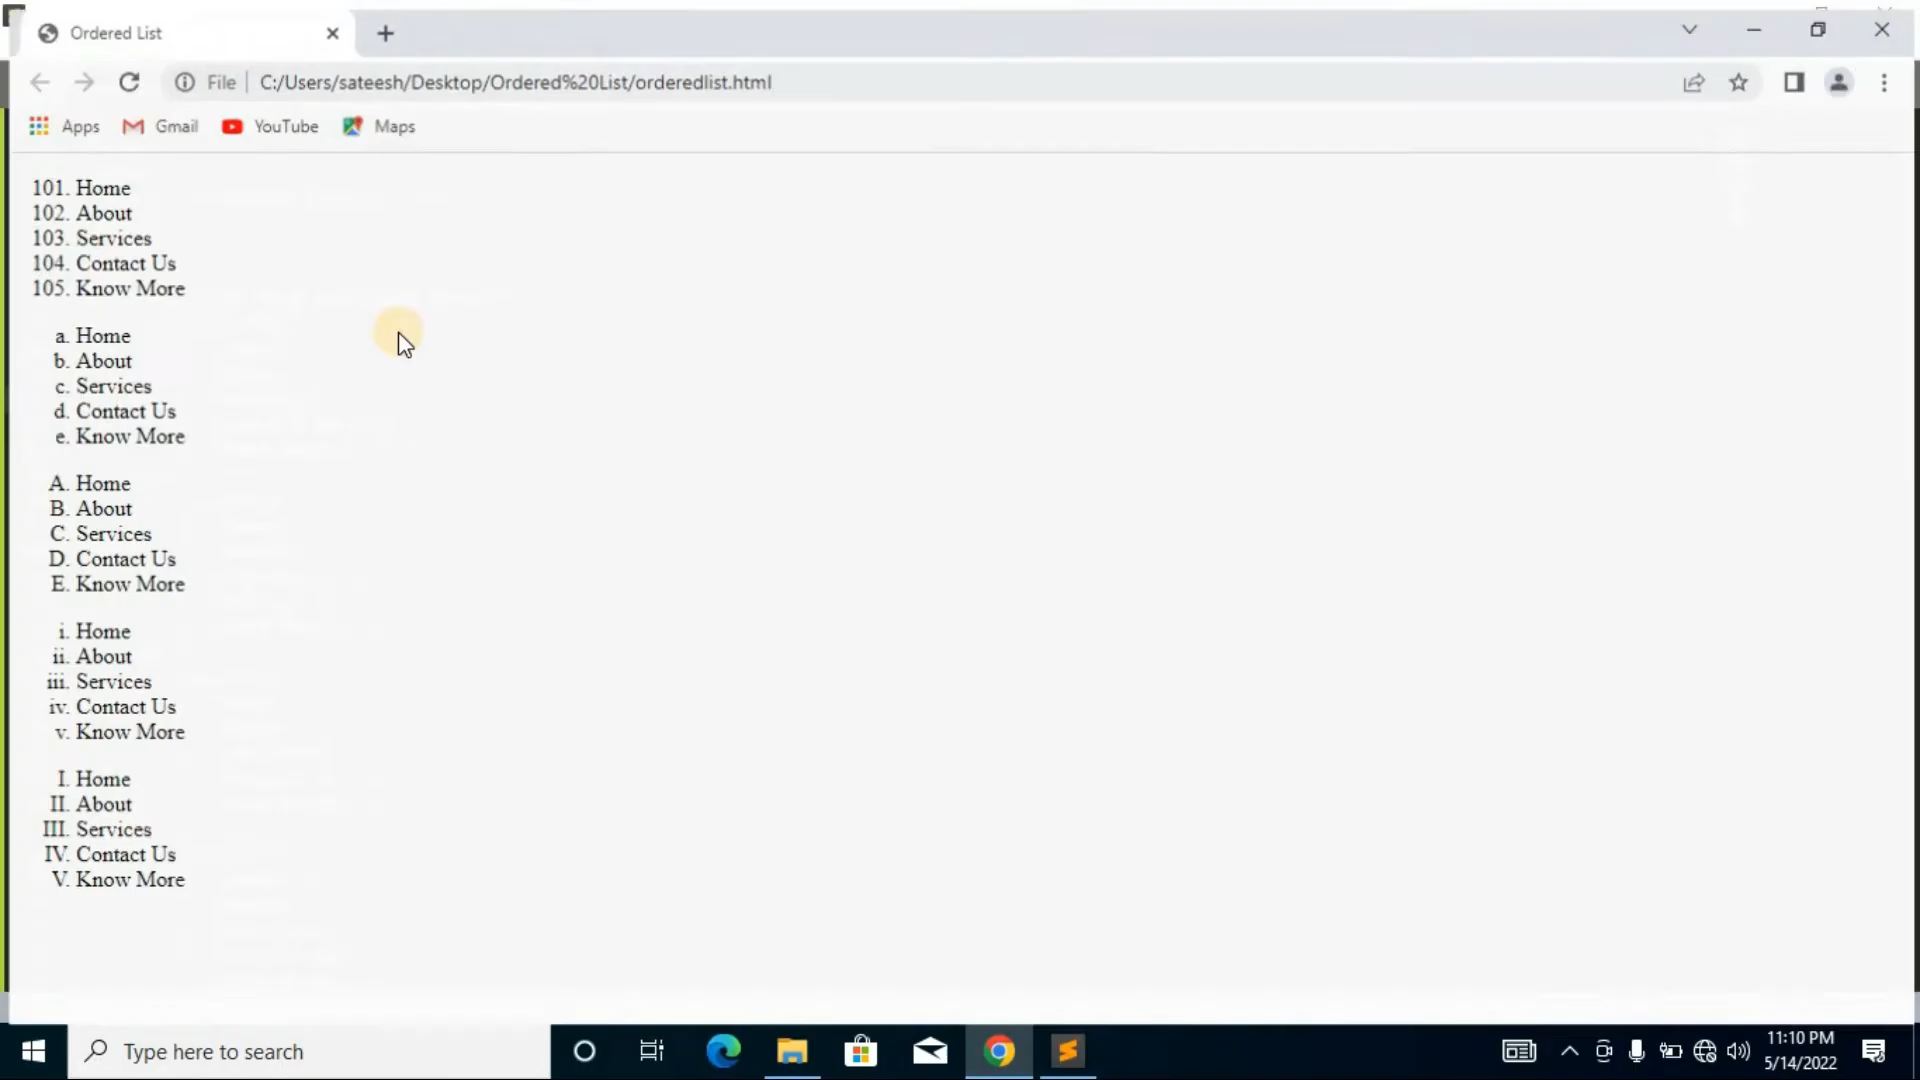 Ordered List
File C:/Users/sateesh/Desktop/Ordered%20List/orderedlist.html
Apps Gmail YouTube Maps
101. Home
102. About
103. Services
104. Contact Us
105. Know More
a. Home
b. About
c. Services
d. Contact Us
e. Know More
A. Home
B. About
C. Services
D. Contact Us
E. Know More
i. Home
ii. About
iii. Services
iv. Contact Us
v. Know More
I. Home
II. About
III. Services
IV. Contact Us
V. Know More
Type here to search
11:10 PM
5/14/2022